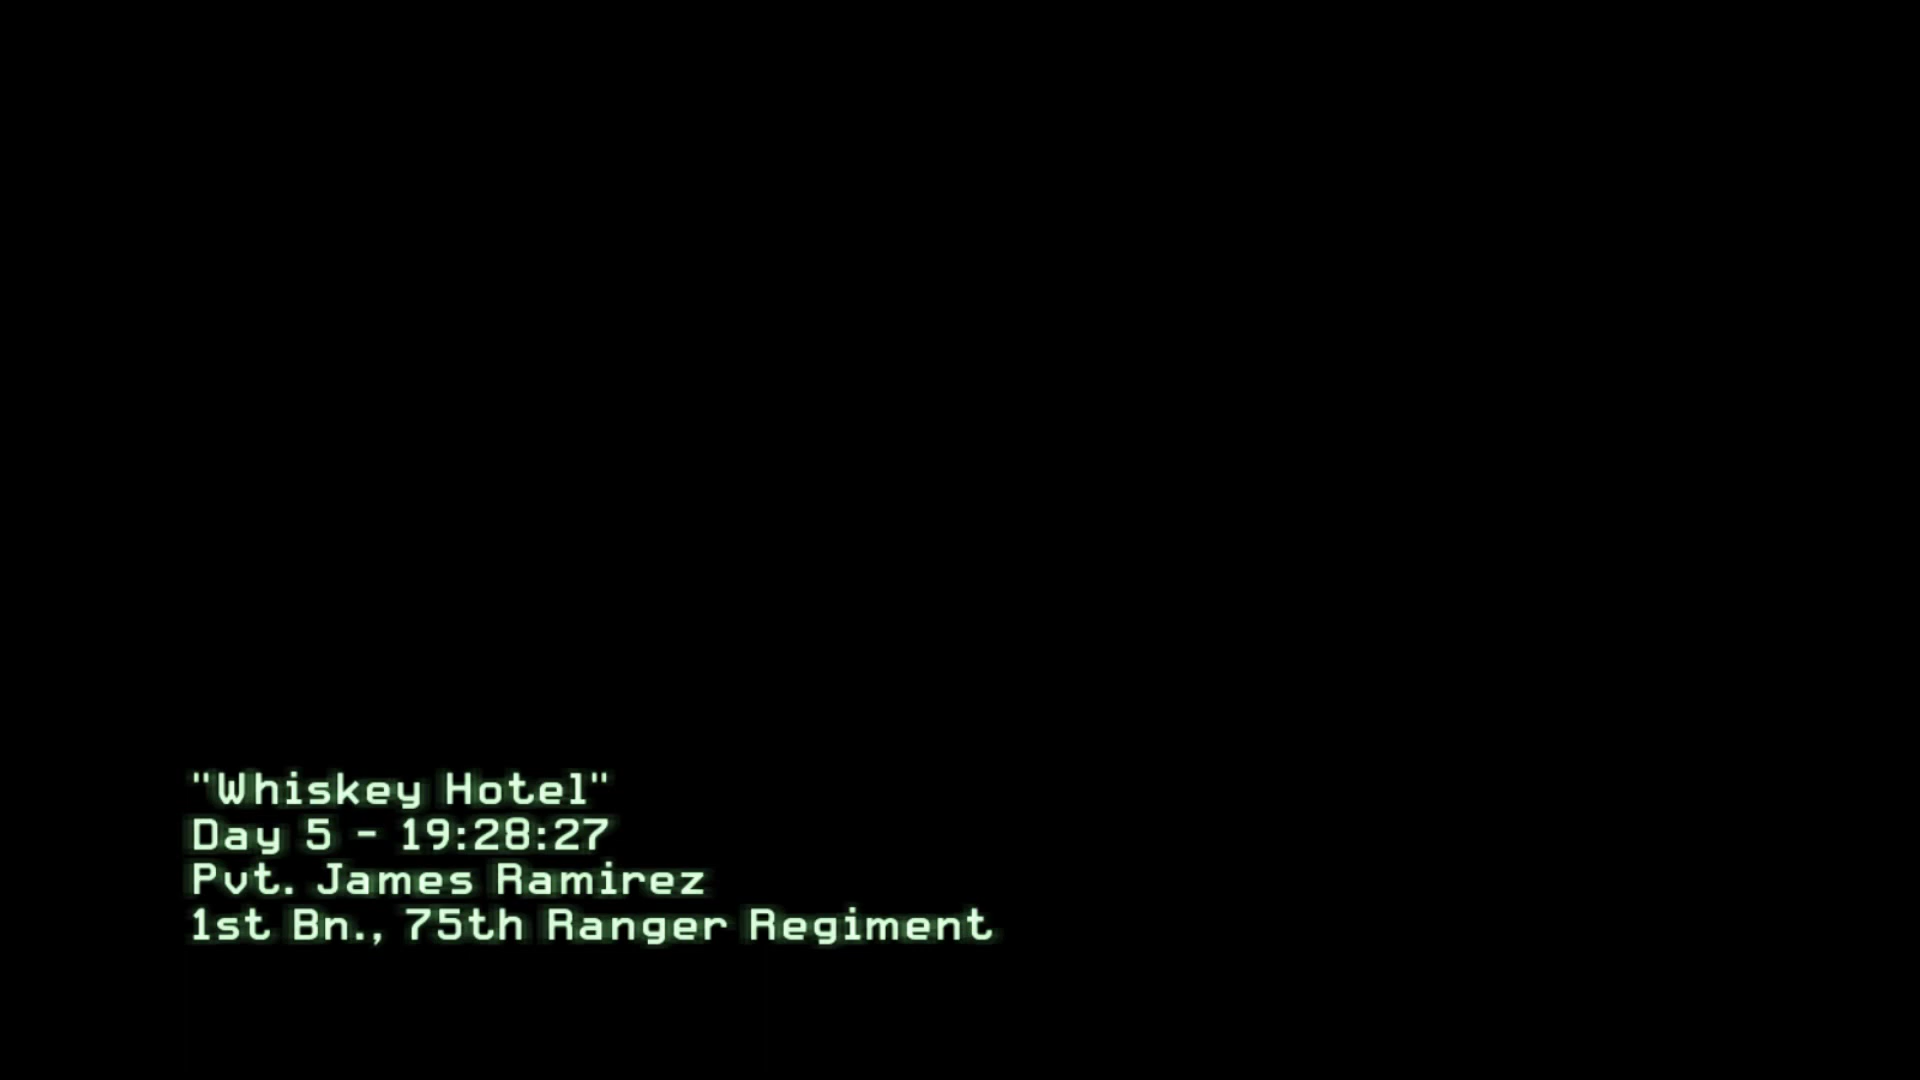 "Whiskey Hotel"
Day 5 - 19:28:27
Pvt. James Ramirez
1st Bn., 75th Ranger Regiment